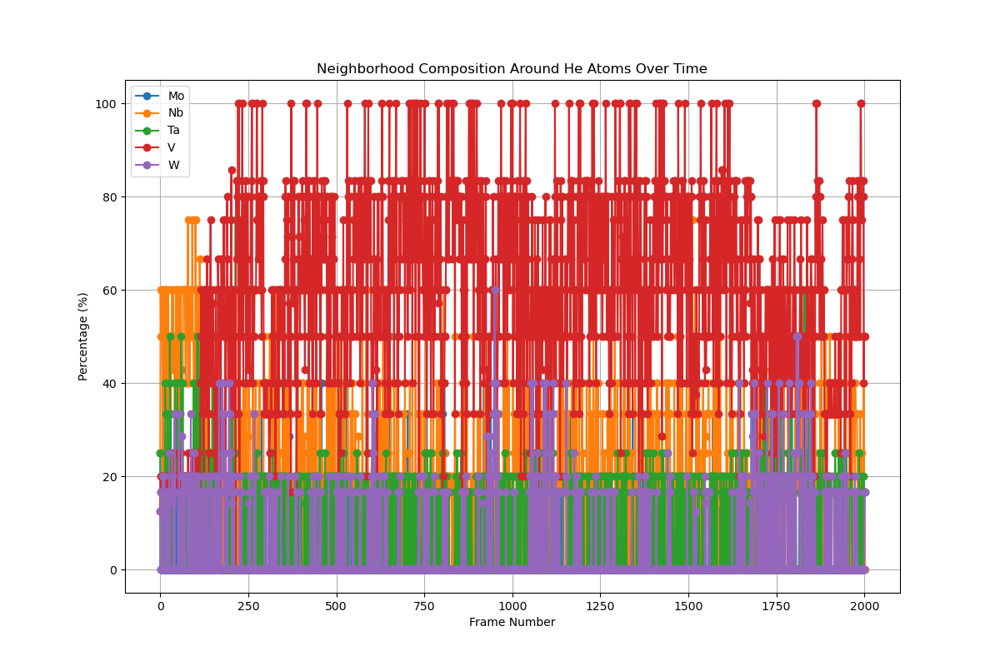 Neighborhood Composition Around He Atoms Over Time
Mo
Nb
Ta
V
W
100
80
60
40
20
0
Percentage (%)
0 250 500 750 1000 1250 1500 1750 2000
Frame Number